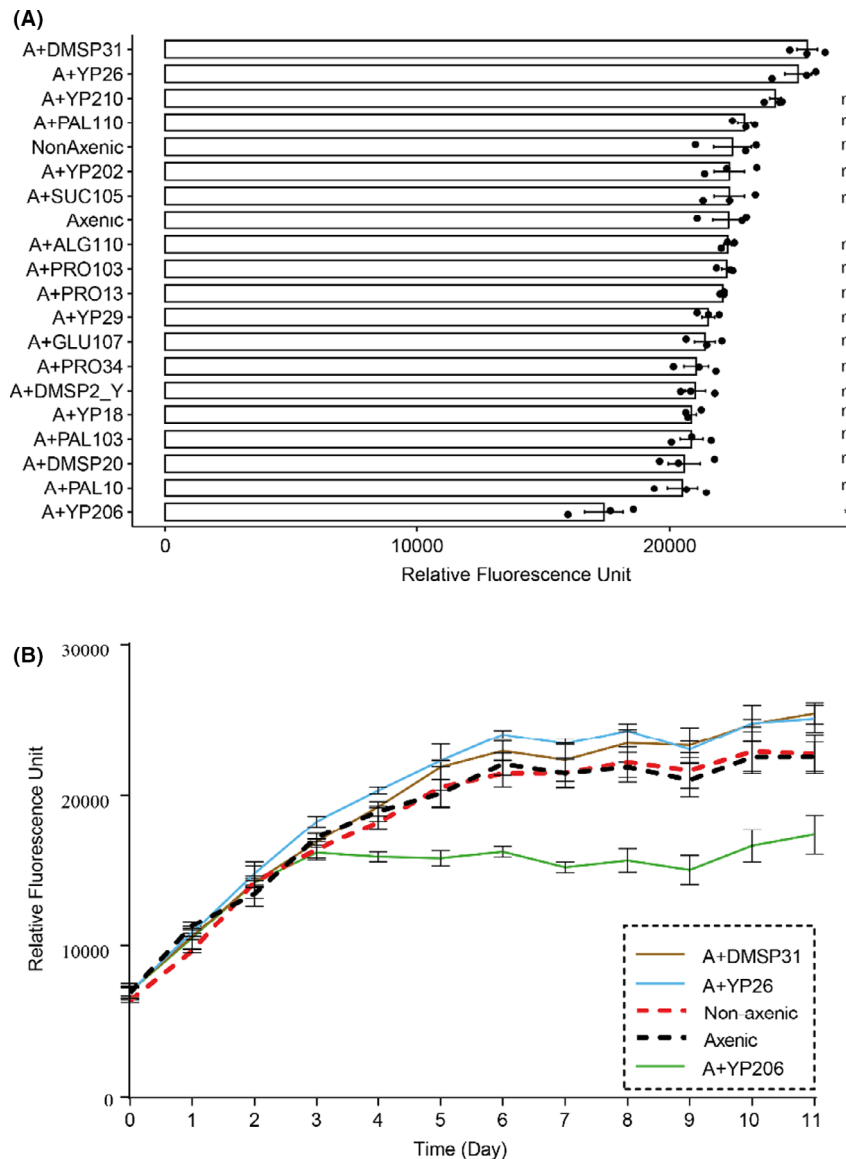 (A)
A+DMSP31
A+YP26
A+YP210
A+PAL110
NonAxenic
A+YP202
A+SUC105
Axenic
A+ALG110
A+PRO103
A+PRO13
A+YP29
A+GLU107
A+PRO34
A+DMSP2_Y
A+YP18
A+PAL103
A+DMSP20
A+PAL10
A+YP206
0 10000 20000
Relative Fluorescence Unit
(B)
Relative Fluorescence Unit
30000
20000
10000
0
A+DMSP31
A+YP26
Non-axenic
Axenic
A+YP206
0 1 2 3 4 5 6 7 8 9 10 11
Time (Day)